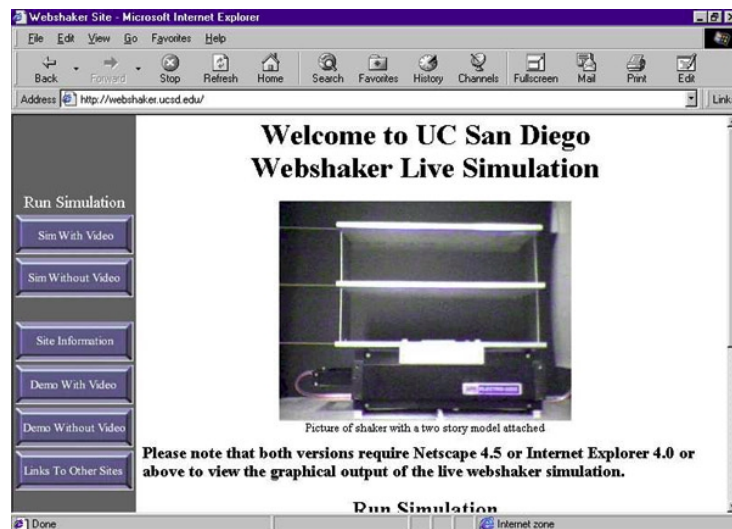 Webshaker Site - Microsoft Internet Explorer
File Edit View Go Favorites Help
Back Forward Stop Refresh Home Search Favorites History Channels Fullscreen Mail Print Edit
Address http://webshaker.ucsd.edu/ Link
Welcome to UC San Diego
Webshaker Live Simulation
Run Simulation
Sim With Video
Sim Without Video
Site Information
Demo With Video
Demo Without Video
Links To Other Sites
Picture of shaker with a two story model attached
Please note that both versions require Netscape 4.5 or Internet Explorer 4.0 or
above to view the graphical output of the live webshaker simulation.
Run Simulation
Done Internet zone